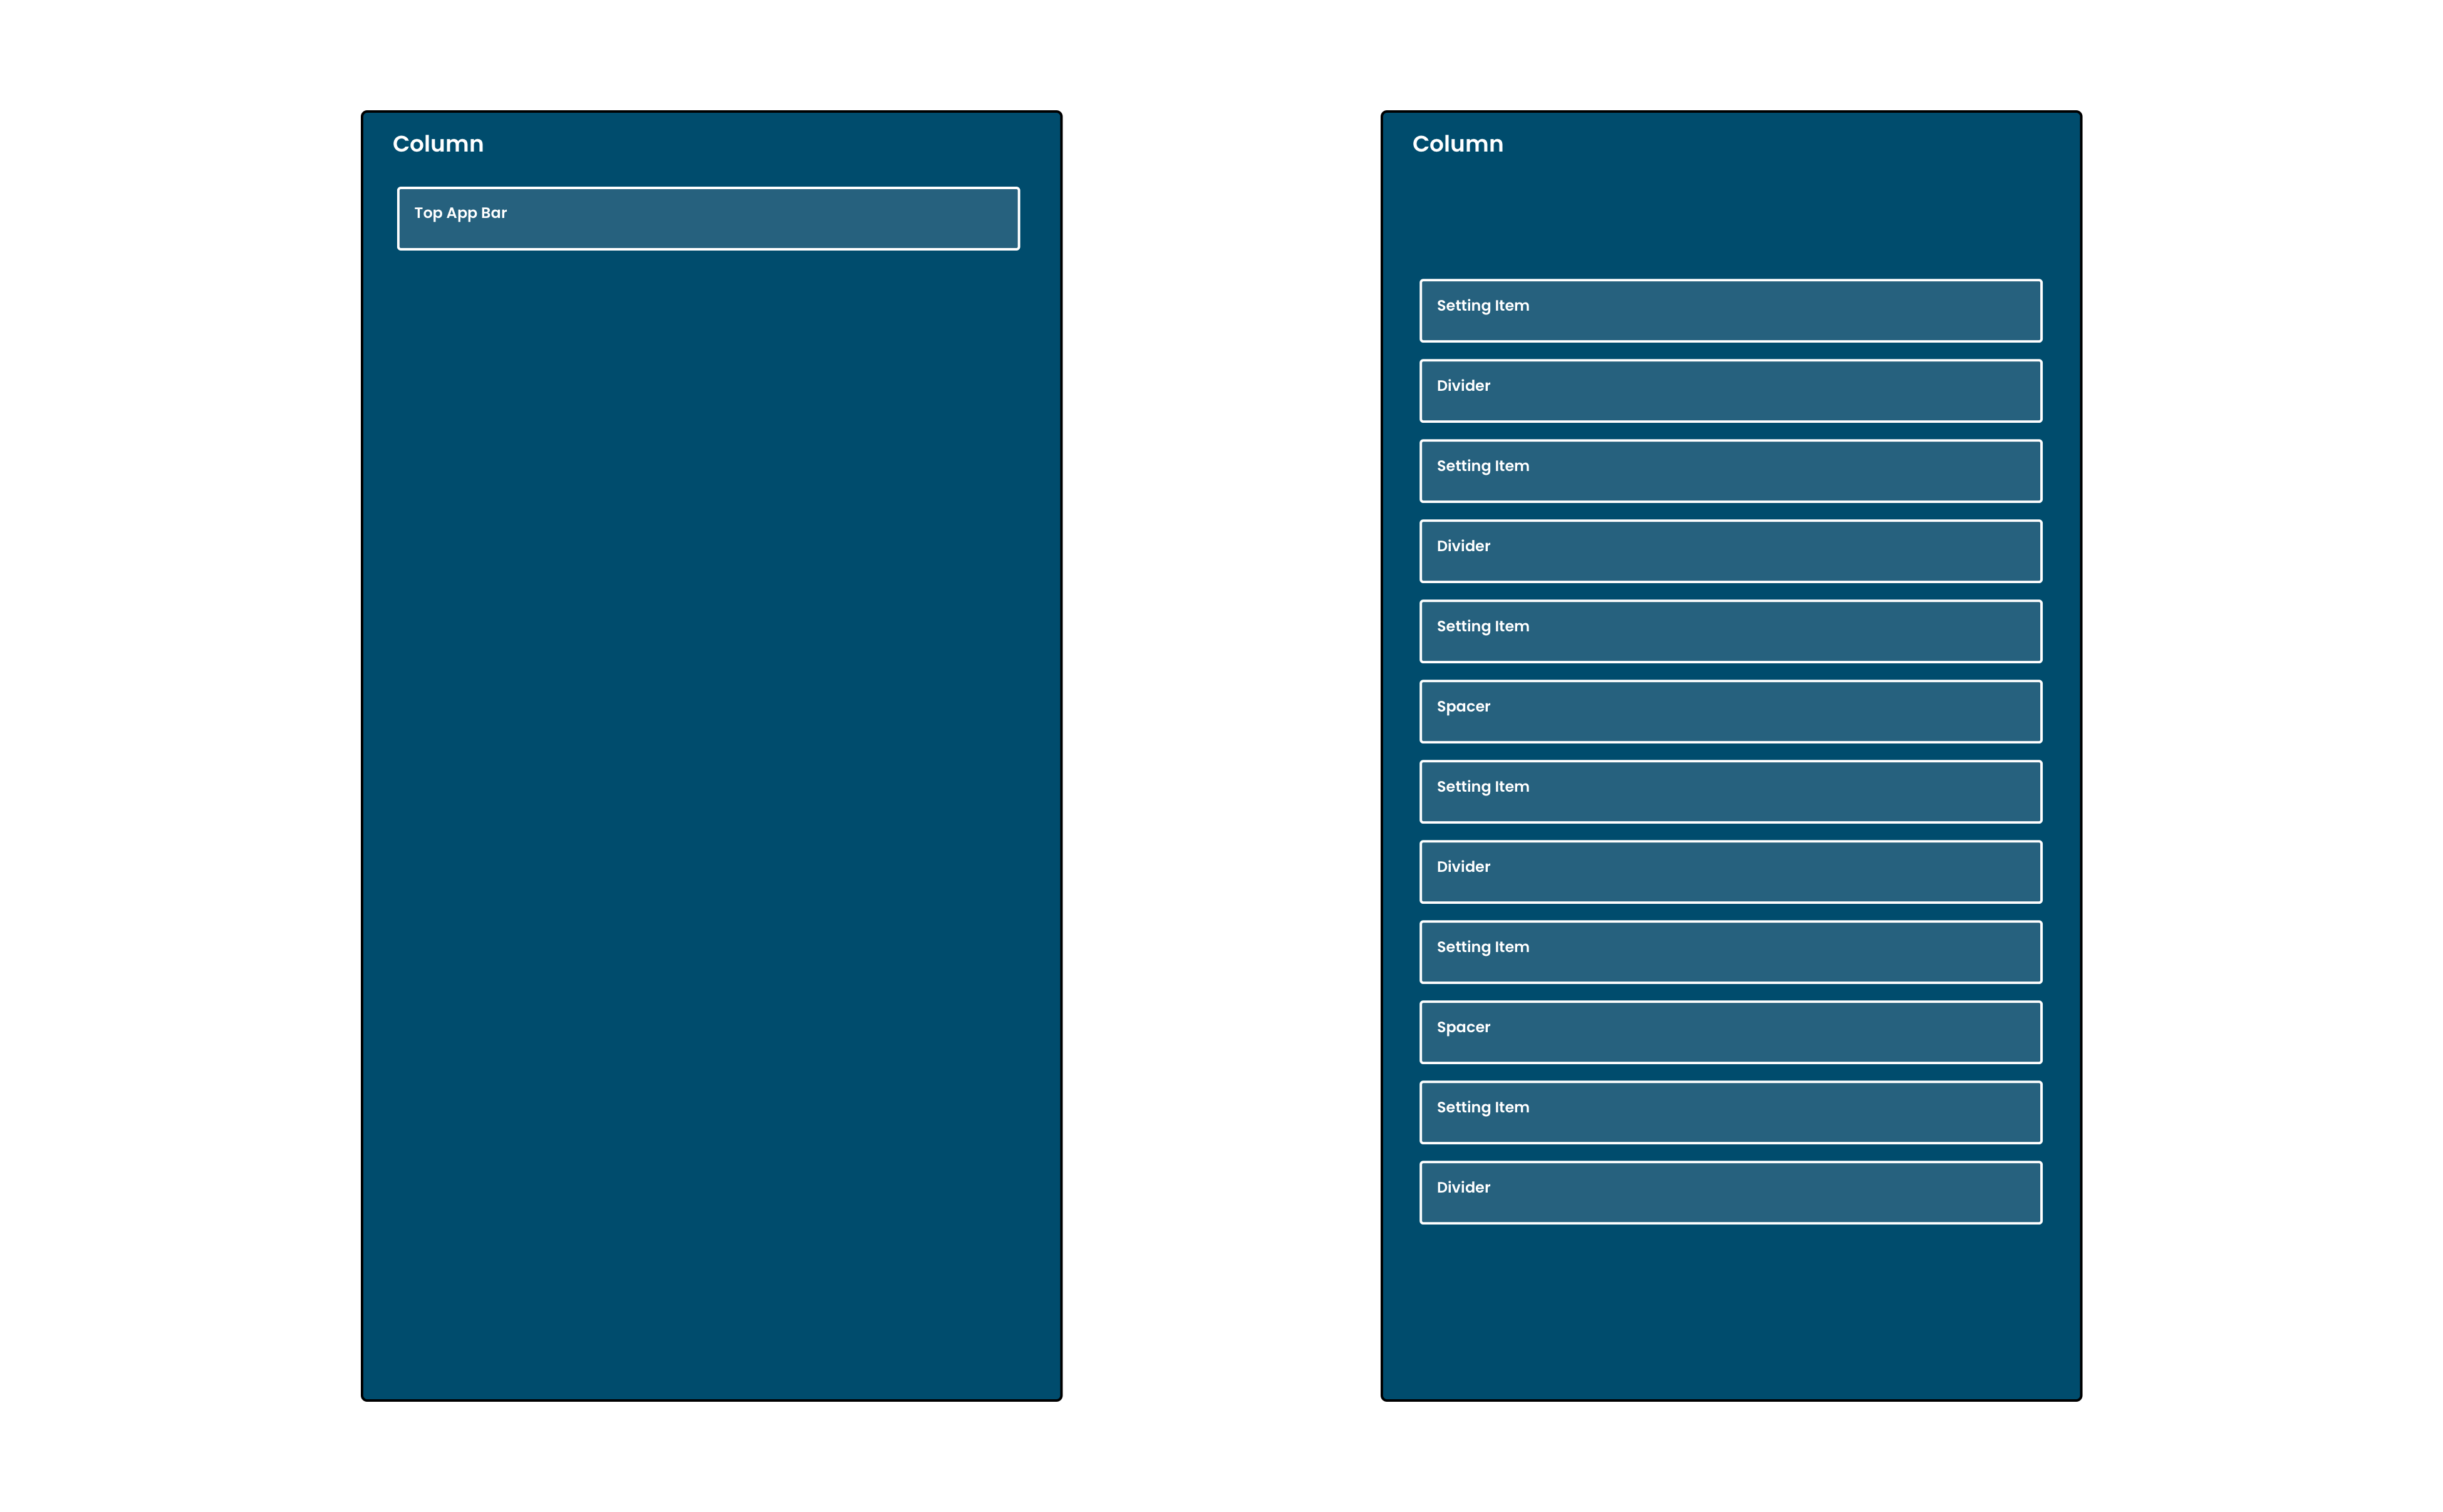 Column
Top App Bar
Column
Setting Item
Divider
Setting Item
Divider
Setting Item
Spacer
Setting Item
Divider
Setting Item
Spacer
Setting Item
Divider